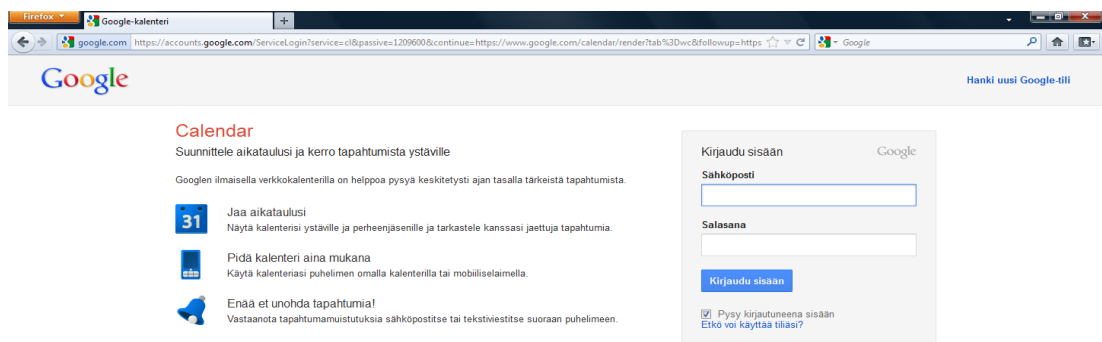 Firefox
Google-kalenteri
google.com https://accounts.google.com/ServiceLogin?service=cl&passive=1209600&continue=https://www.google.com/calendar/render?tab%3Dwc&followup=https
Google
Google
Hanki uusi Google-tili
Calendar
Suunnittele aikataulusi ja kerro tapahtumista ystäville
Googlen ilmaisella verkkokalenterilla on helppoa pysyä keskitetysti ajan tasalla tärkeistä tapahtumista.
31
Jaa aikataulusi
Näytä kalenterisi ystäville ja perheenjäsenille ja tarkastele kanssasi jaettuja tapahtumia.
Pidä kalenteri aina mukana
Käytä kalenteriasi puhelimen omalla kalenterilla tai mobiiliselaimella.
Enää et unohda tapahtumia!
Vastaanota tapahtumamuistutuksia sähköpostitse tai tekstiviestitse suoraan puhelimeen.
Kirjaudu sisään Google
Sähköposti
Salasana
Kirjaudu sisään
Pysy kirjautuneena sisään
Etkö voi käyttää tiliäsi?